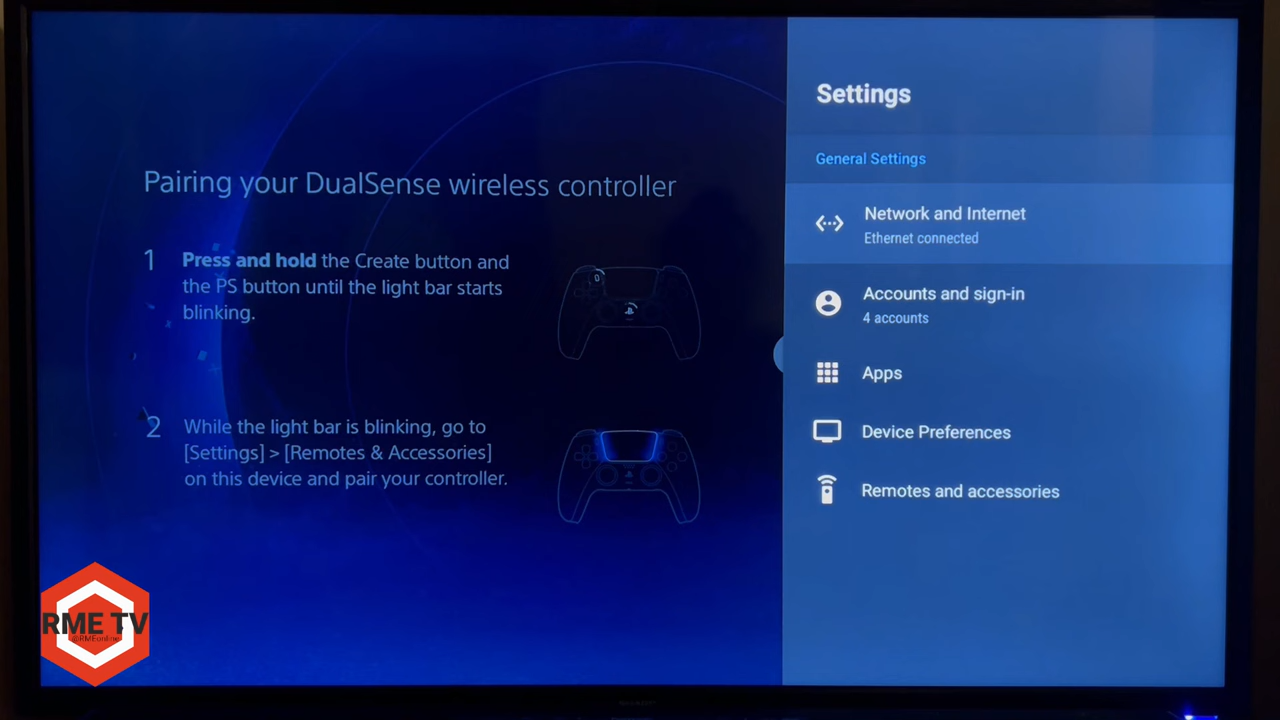 Pairing your DualSense wireless controller
1
Press and hold the Create button and
the PS button until the light bar starts
blinking.
2
While the light bar is blinking, go to
[Settings] > [Remotes & Accessories]
on this device and pair your controller.
Settings
General Settings
Network and Internet
Ethernet connected
Accounts and sign-in
4 accounts
Apps
Device Preferences
Remotes and accessories
RME TV
@RMEonline